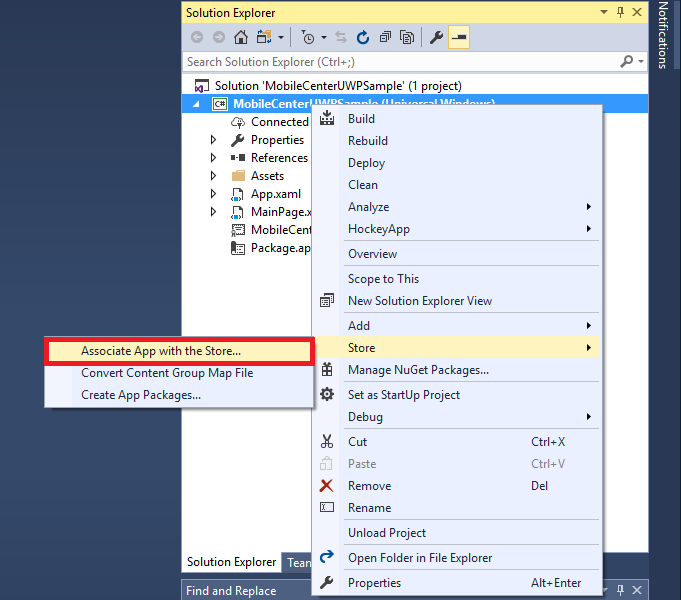 Solution Explorer
Notifications
Search Solution Explorer (Ctrl+;)
Solution 'MobileCenterUWPSample' (1 project)
C# MobileCenterUWPSample (Universal Windows)
Connected
Properties
References
Assets
App.xaml
MainPage.x
MobileCent
Package.ap
Build
Rebuild
Deploy
Clean
Analyze
HockeyApp
Overview
Scope to This
New Solution Explorer View
Add
Store
Manage NuGet Packages...
Set as StartUp Project
Debug
Cut Ctrl+X
Paste Ctrl+V
Remove Del
Rename
Unload Project
Open Folder in File Explorer
Properties Alt+Enter
Associate App with the Store...
Convert Content Group Map File
Create App Packages...
Solution Explorer Tean
Find and Replace